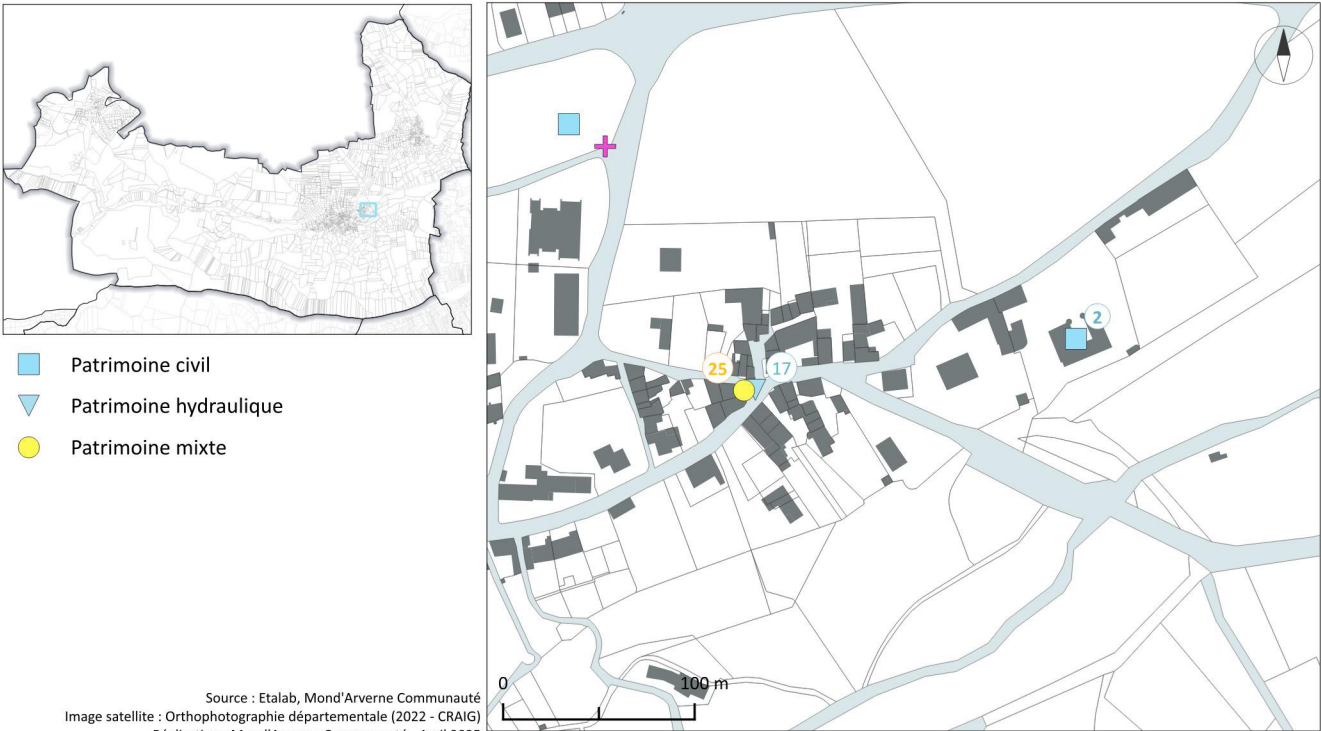 2
25
17
Patrimoine civil
Patrimoine hydraulique
Patrimoine mixte
0 100 m
Source : Etalab, Mond'Arverne Communauté
Image satellite : Orthophotographie départementale (2022 - CRAIG)